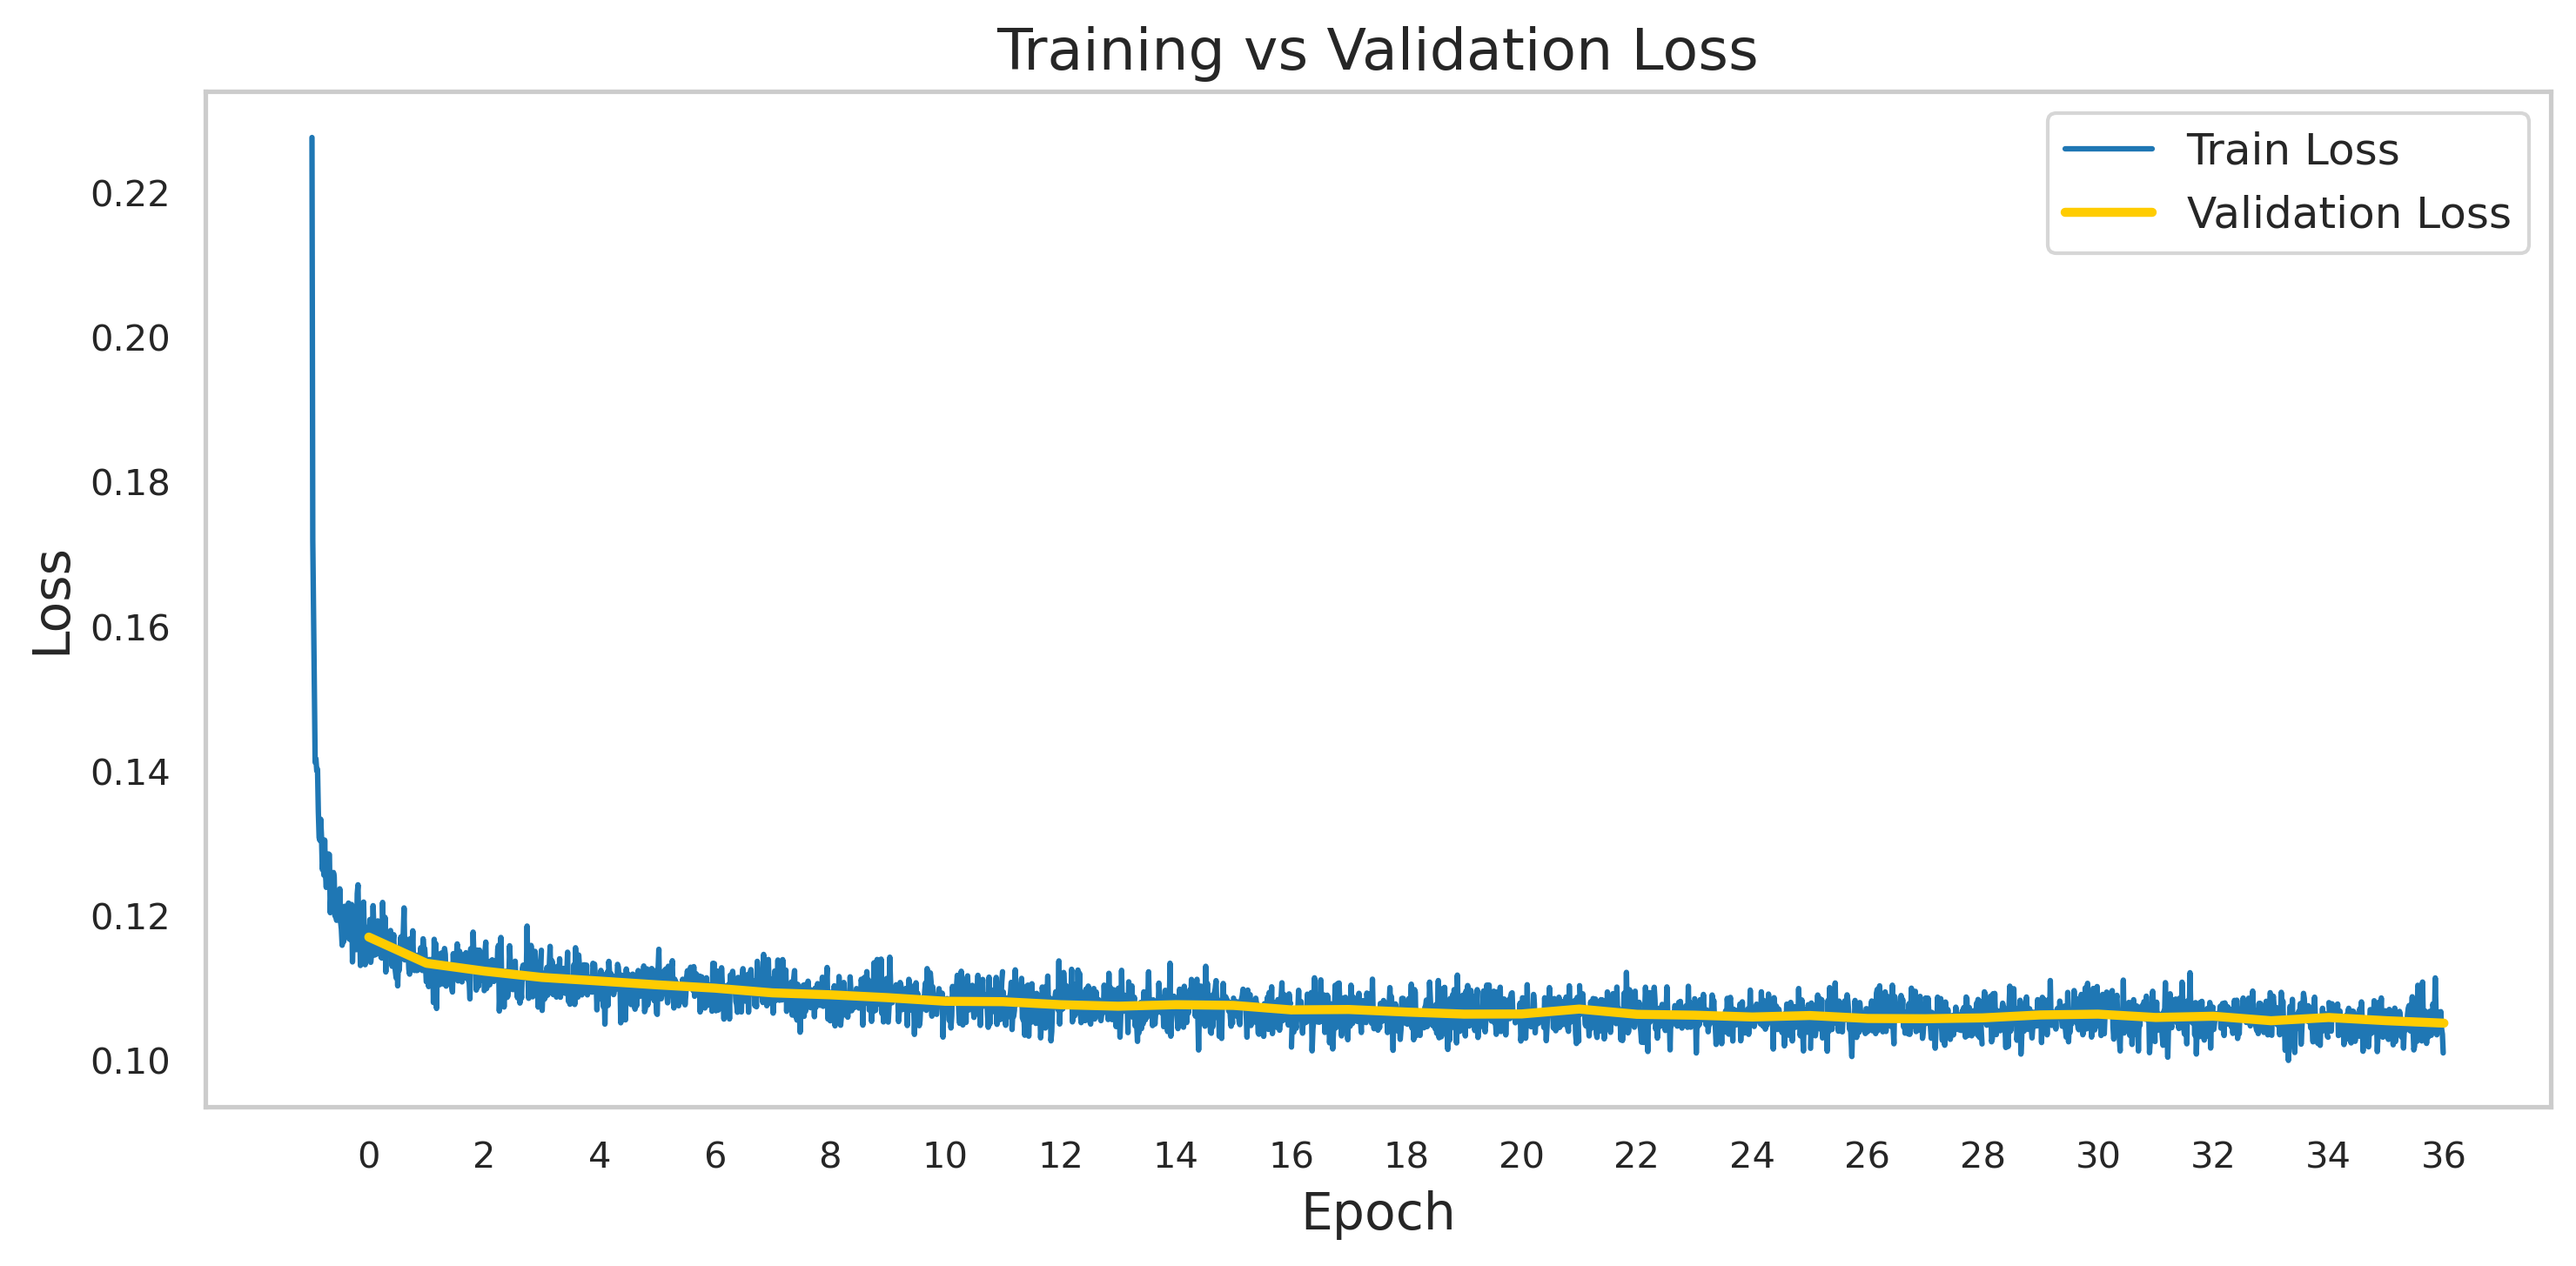 Training vs Validation Loss
Train Loss
Validation Loss
0.22
0.20
0.18
0.16
0.14
0.12
0.10
Loss
0 2 4 6 8 10 12 14 16 18 20 22 24 26 28 30 32 34 36
Epoch